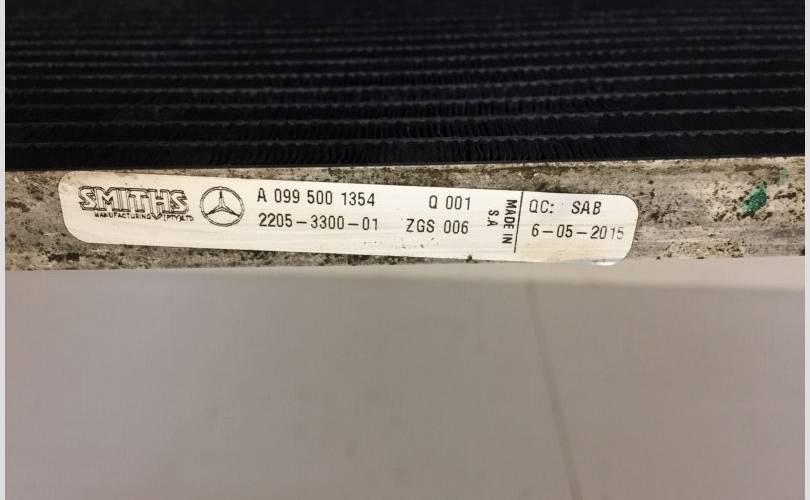 SMITHS
MANUFACTURING (PTY) LTD
A 099 500 1354 Q 001
2205-3300-01 ZGS 006
MADE IN
S.A
QC: SAB
6-05-2015